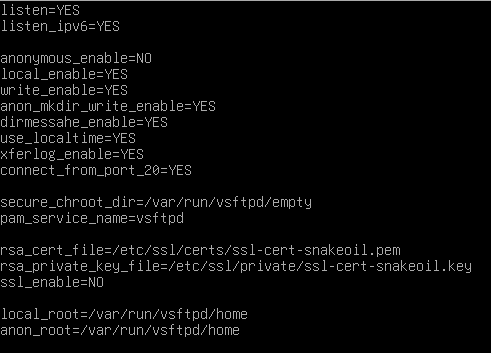 listen=YES
listen_ipv6=YES
anonymous_enable=NO
local_enable=YES
write_enable=YES
anon_mkdir_write_enable=YES
dirmessahe_enable=YES
use_localtime=YES
xferlog_enable=YES
connect_from_port_20=YES
secure_chroot_dir=/var/run/vsftpd/empty
pam_service_name=vsftpd
rsa_cert_file=/etc/ssl/certs/ssl-cert-snakeoil.pem
rsa_private_key_file=/etc/ssl/private/ssl-cert-snakeoil.key
ssl_enable=NO
local_root=/var/run/vsftpd/home
anon_root=/var/run/vsftpd/home